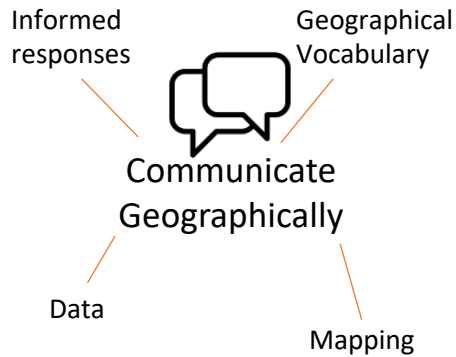 Informed
responses
Geographical
Vocabulary
Communicate
Geographically
Data
Mapping